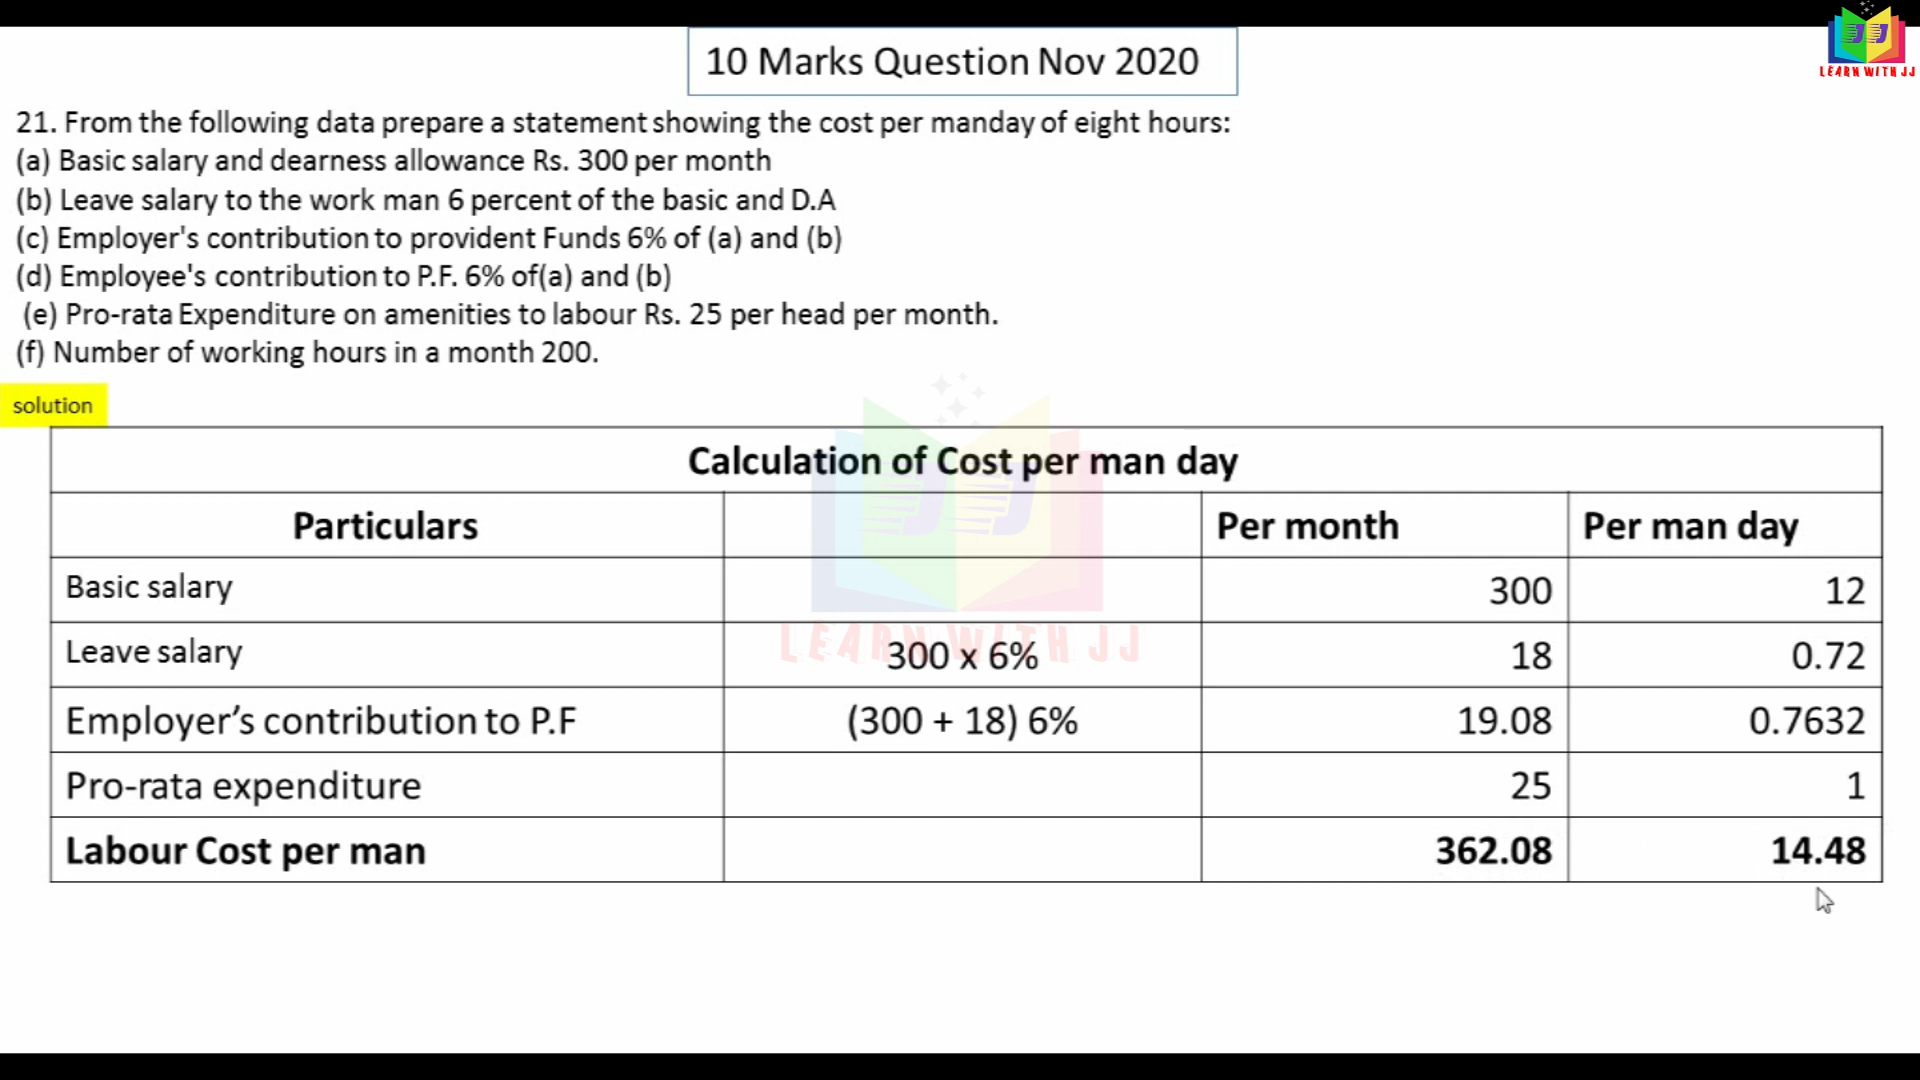 10 Marks Question Nov 2020
LEARN WITH JJ
21. From the following data prepare a statement showing the cost per manday of eight hours:
(a) Basic salary and dearness allowance Rs. 300 per month
(b) Leave salary to the work man 6 percent of the basic and D.A
(c) Employer's contribution to provident Funds 6% of (a) and (b)
(d) Employee's contribution to P.F. 6% of(a) and (b)
(e) Pro-rata Expenditure on amenities to labour Rs. 25 per head per month.
(f) Number of working hours in a month 200.
solution
Calculation of Cost per man day
Particulars Per month Per man day
Basic salary 300 12
Leave salary 300 x 6% 18 0.72
LEARN WITH JJ
Employer’s contribution to P.F (300 + 18) 6% 19.08 0.7632
Pro-rata expenditure 25 1
Labour Cost per man 362.08 14.48